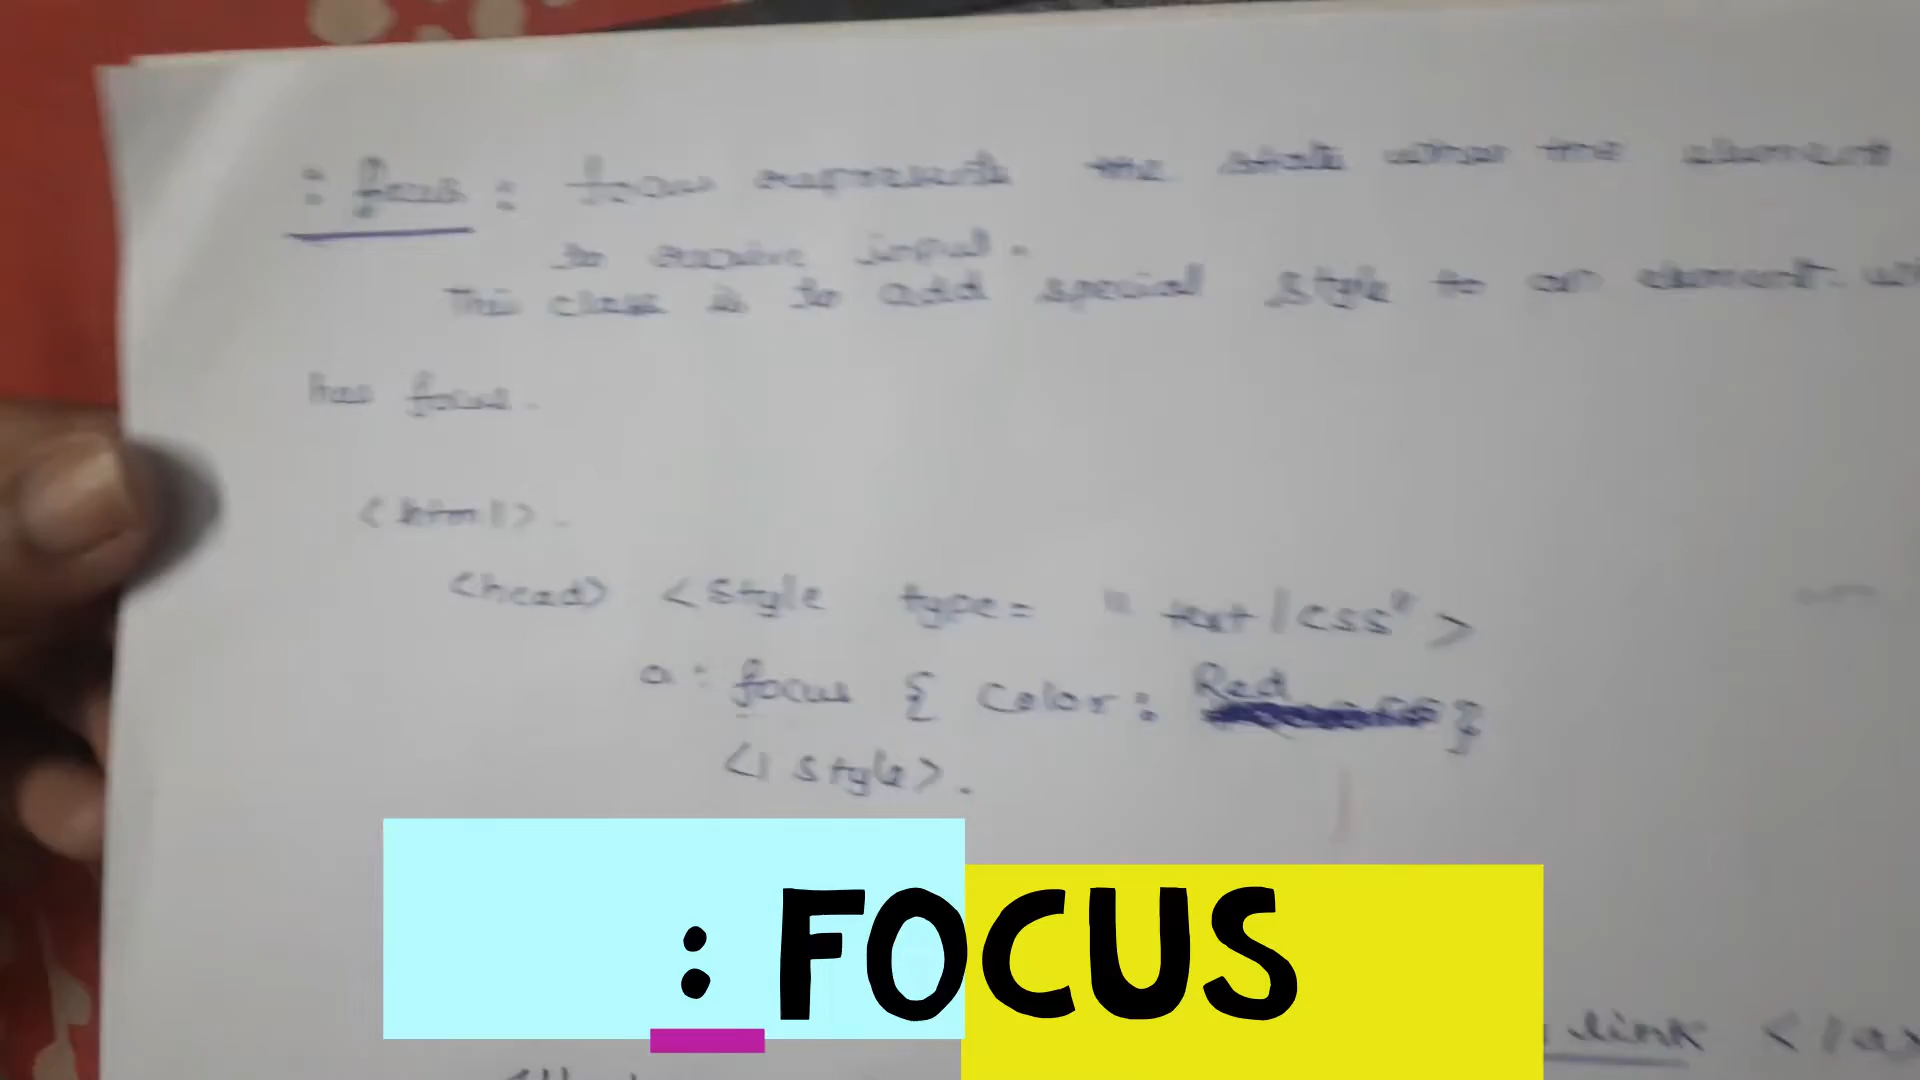 : focus : focus represents the state when the element
to receive input.
This class is to add special style to an element
has focus.
<html>.
<head> <style type= "text/css">
a: focus { color: Red }
</style>.
: FOCUS
link </a>